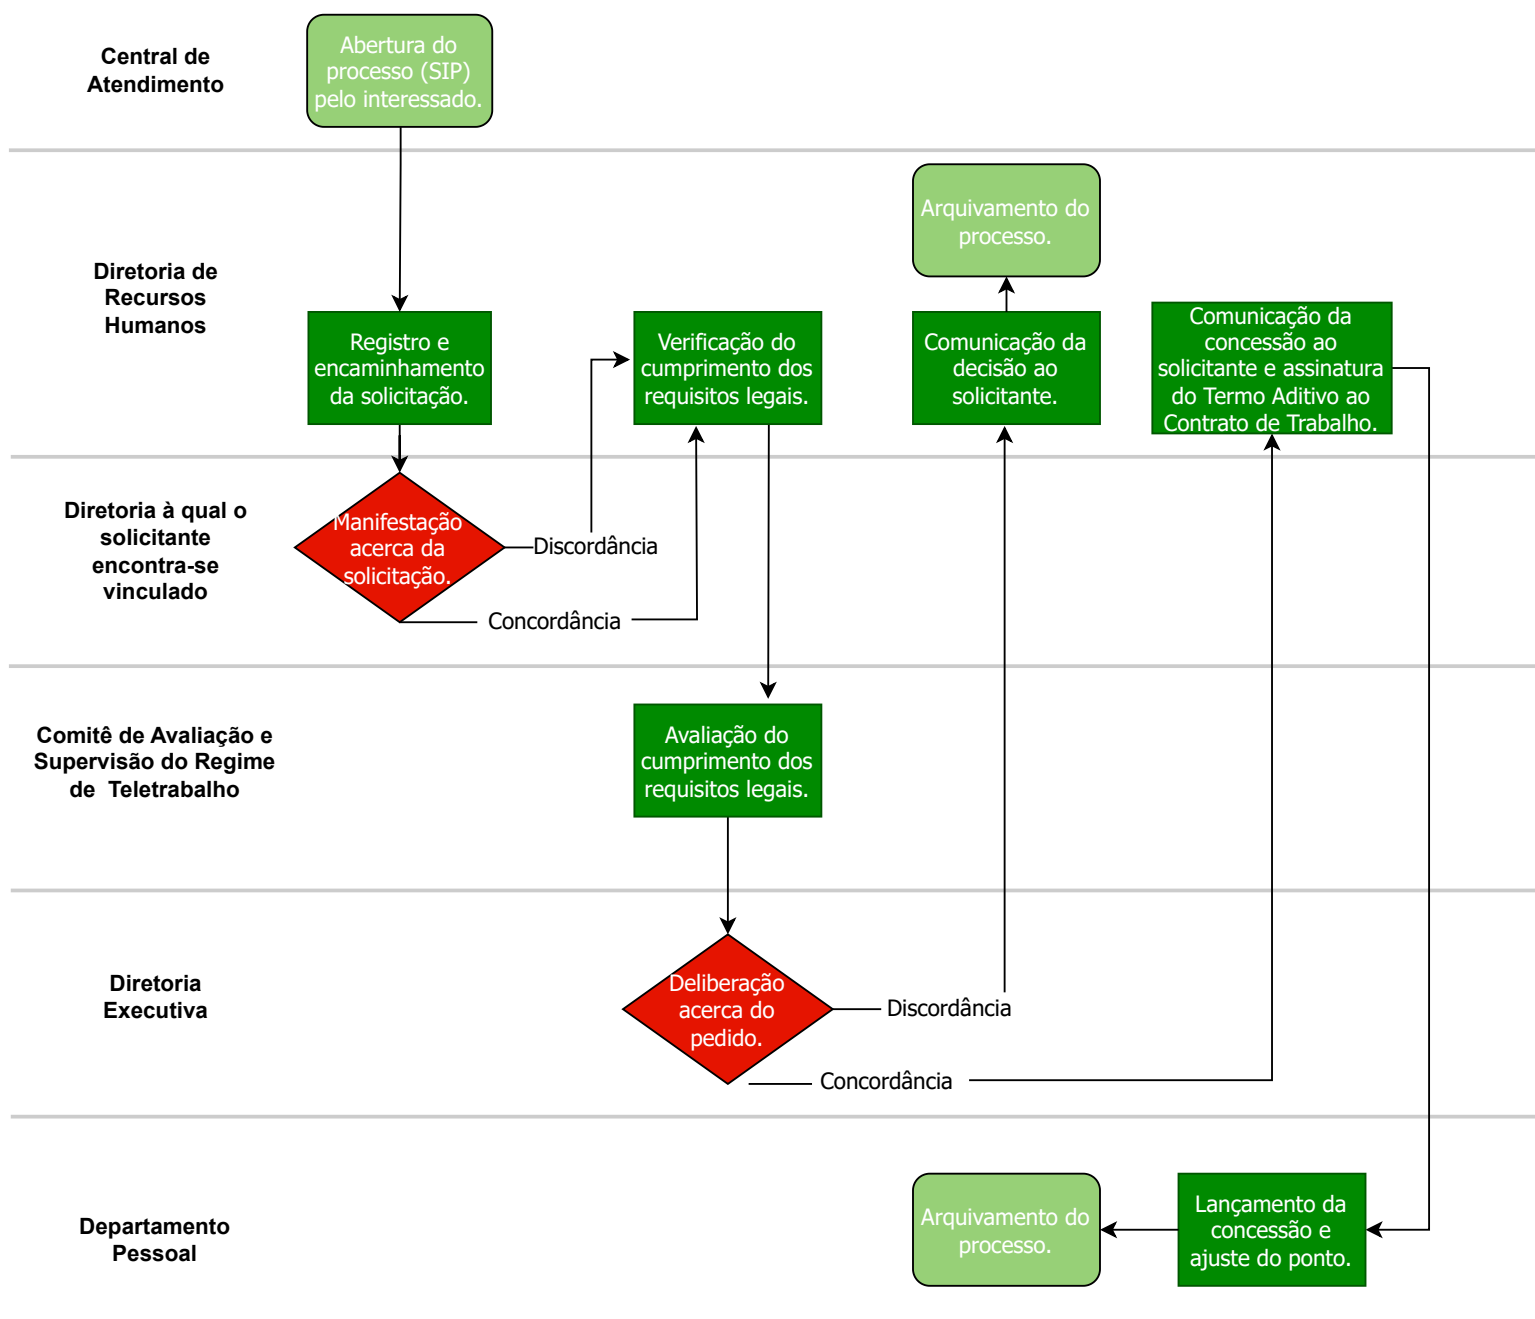 Central de
Atendimento
Abertura do
processo (SIP)
pelo interessado.
Diretoria de
Recursos
Humanos
Registro e
encaminhamento
da solicitação.
Verificação do
cumprimento dos
requisitos legais.
Arquivamento do
processo.
Comunicação da
decisão ao
solicitante.
Comunicação da
concessão ao
solicitante e assinatura
do Termo Aditivo ao
Contrato de Trabalho.
Diretoria à qual o
solicitante
encontra-se
vinculado
Manifestação
acerca da
solicitação.
Discordância
Concordância
Comitê de Avaliação e
Supervisão do Regime
de Teletrabalho
Avaliação do
cumprimento dos
requisitos legais.
Diretoria
Executiva
Deliberação
acerca do
pedido.
Discordância
Concordância
Departamento
Pessoal
Arquivamento do
processo.
Lançamento da
concessão e
ajuste do ponto.